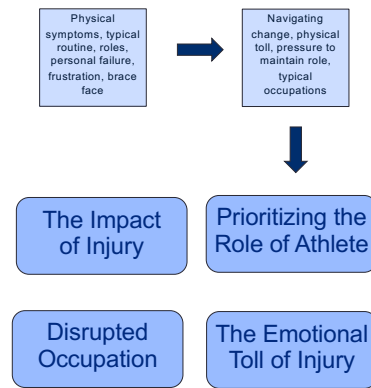 Physical
symptoms, typical
routine, roles,
personal failure,
frustration, brace
face
Navigating
change, physical
toll, pressure to
maintain role,
typical
occupations
The Impact
of Injury
Prioritizing the
Role of Athlete
Disrupted
Occupation
The Emotional
Toll of Injury